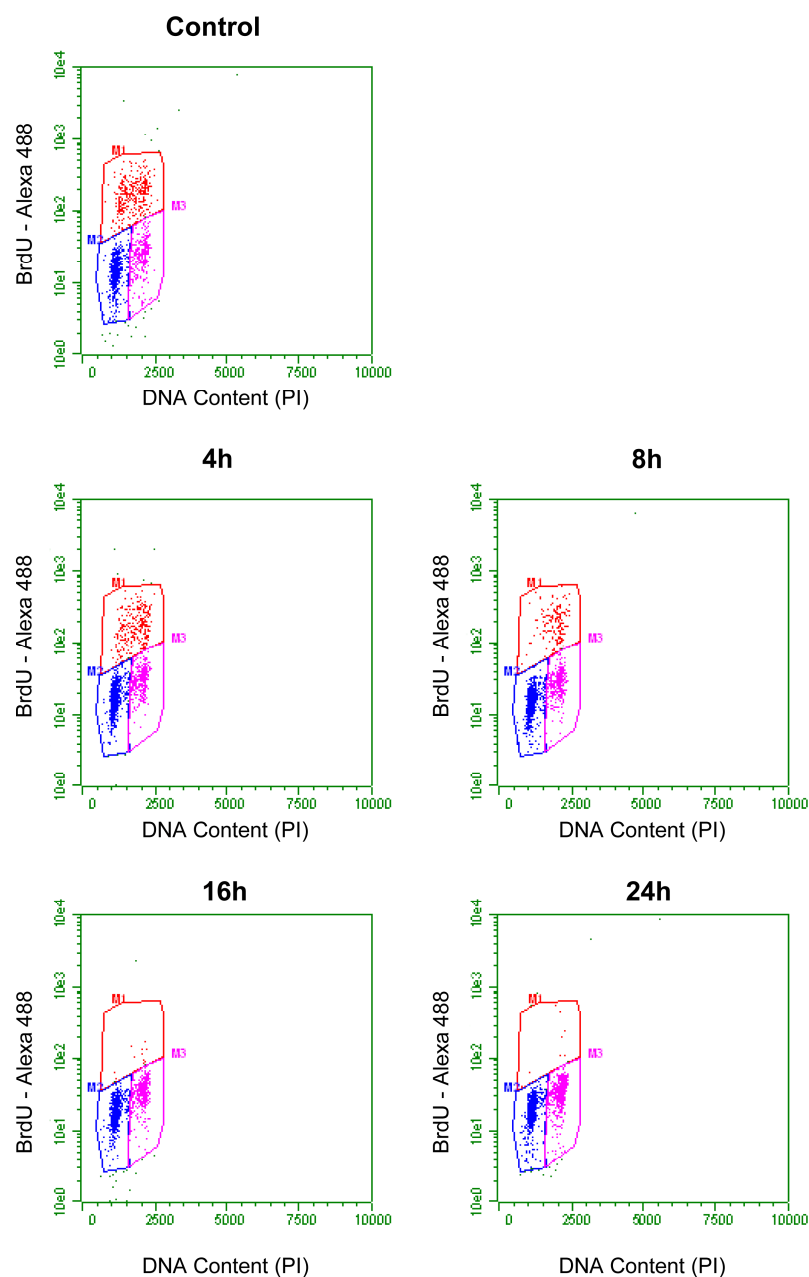 Control
10e4
10e3
10e2
10e1
10e0
BrdU - Alexa 488
M1
M2
M3
0 2500 5000 7500 10000
DNA Content (PI)
4h
10e4
10e3
10e2
10e1
10e0
BrdU - Alexa 488
M1
M2
M3
0 2500 5000 7500 10000
DNA Content (PI)
8h
10e4
10e3
10e2
10e1
10e0
BrdU - Alexa 488
M1
M2
M3
0 2500 5000 7500 10000
DNA Content (PI)
16h
10e4
10e3
10e2
10e1
10e0
BrdU - Alexa 488
M1
M2
M3
0 2500 5000 7500 10000
DNA Content (PI)
24h
10e4
10e3
10e2
10e1
10e0
BrdU - Alexa 488
M1
M2
M3
0 2500 5000 7500 10000
DNA Content (PI)